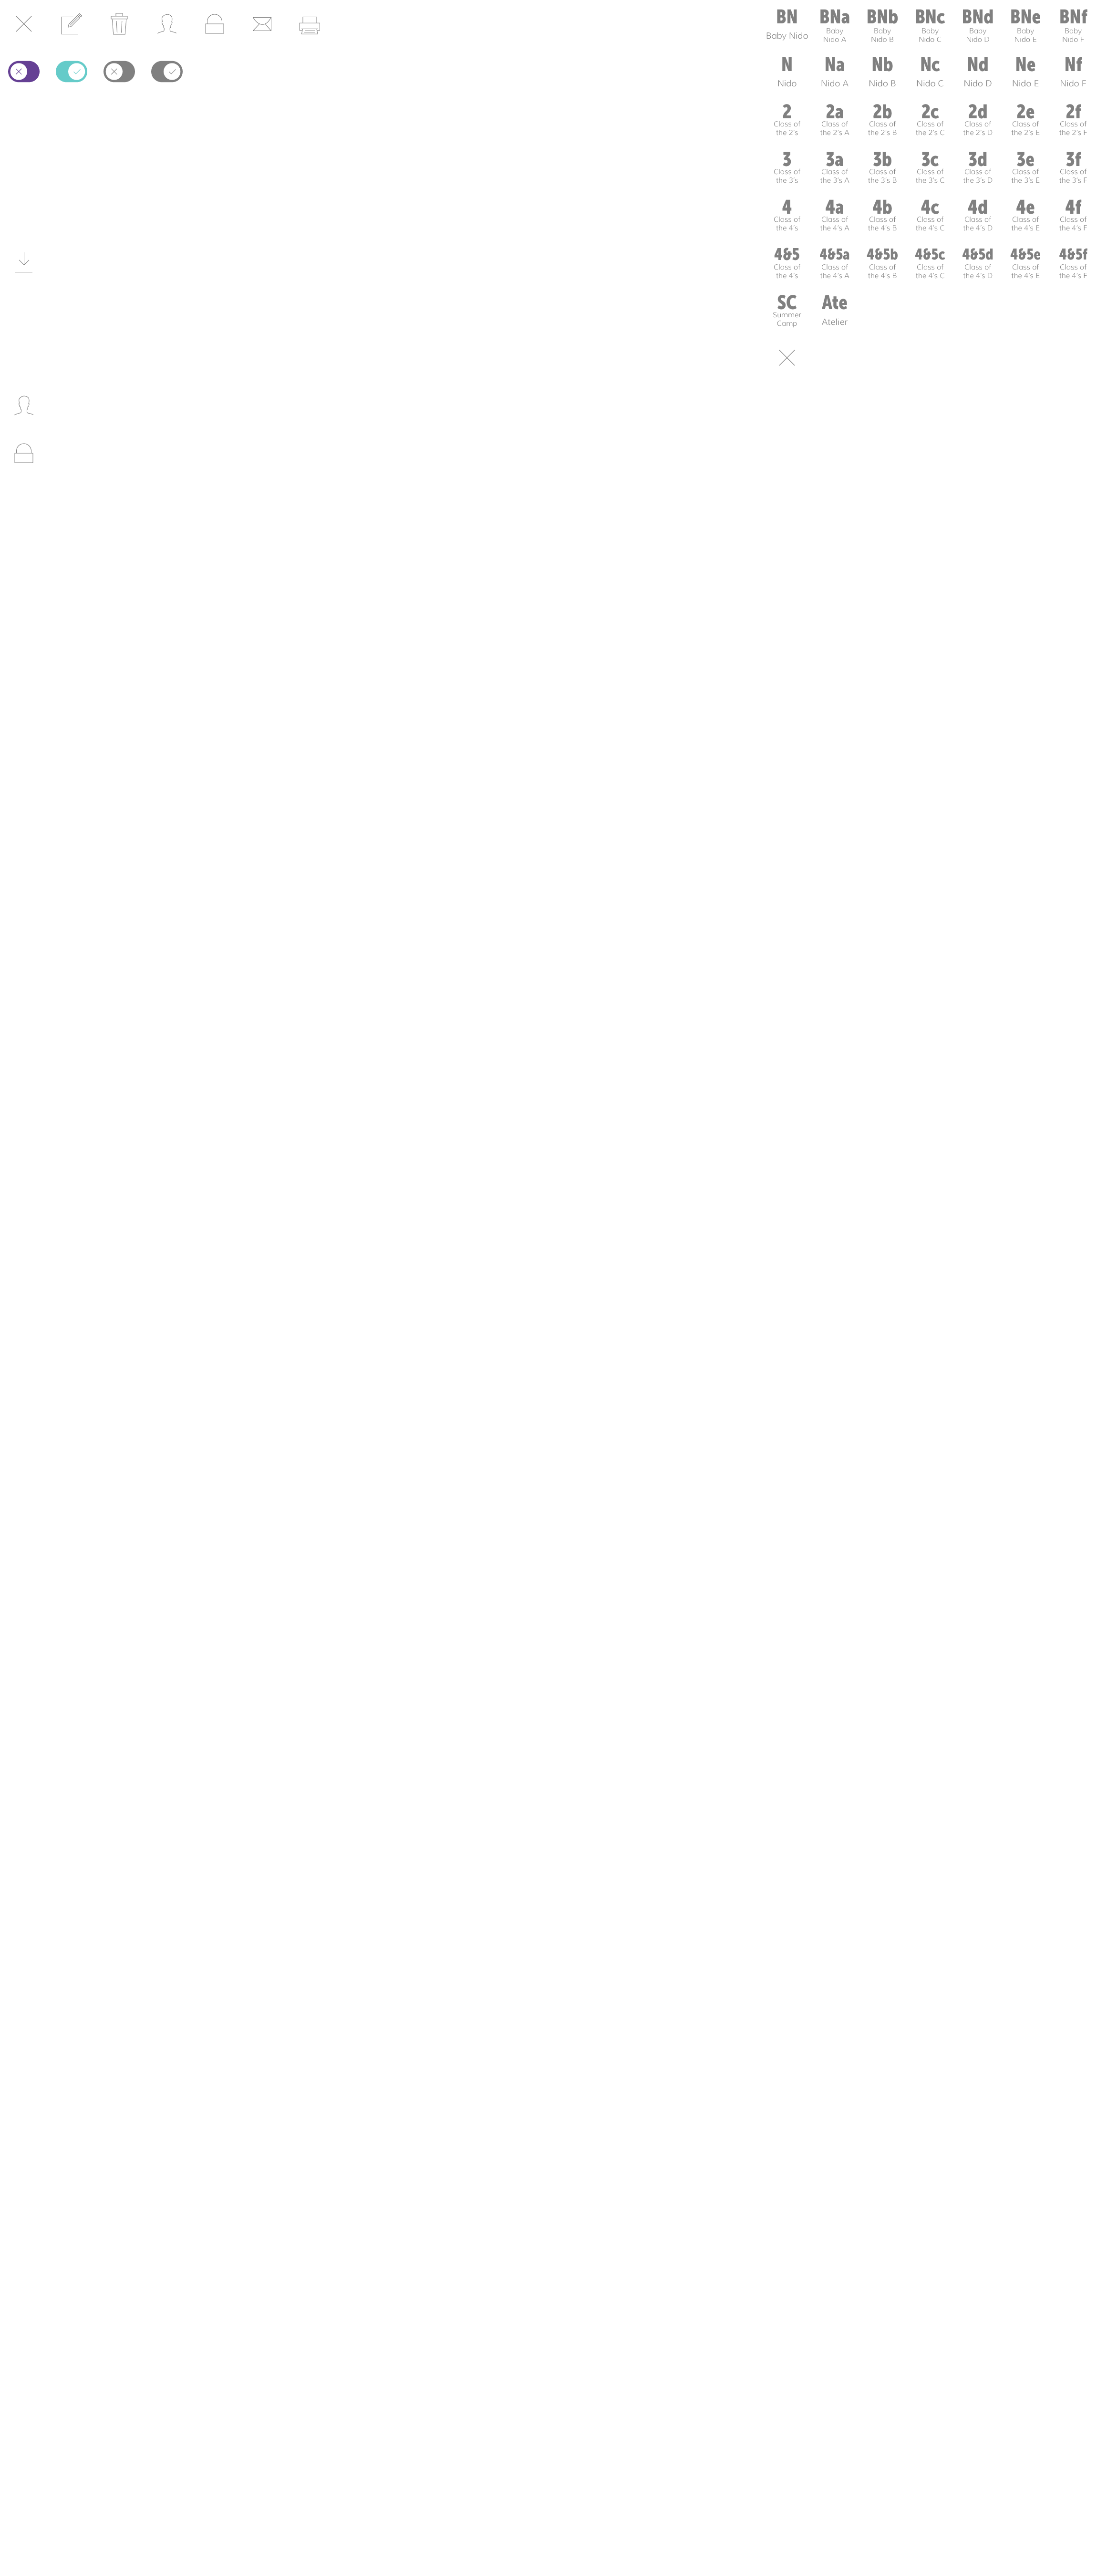 BN BNa BNb BNc BNd BNe BNf
Baby Nido Baby Baby Baby Baby Baby Baby
Nido A Nido B Nido C Nido D Nido E Nido F
N Na Nb Nc Nd Ne Nf
Nido Nido A Nido B Nido C Nido D Nido E Nido F
2 2a 2b 2c 2d 2e 2f
Class of Class of Class of Class of Class of Class of Class of
the 2's the 2's A the 2's B the 2's C the 2's D the 2's E the 2's F
3 3a 3b 3c 3d 3e 3f
Class of Class of Class of Class of Class of Class of Class of
the 3's the 3's A the 3's B the 3's C the 3's D the 3's E the 3's F
4 4a 4b 4c 4d 4e 4f
Class of Class of Class of Class of Class of Class of Class of
the 4's the 4's A the 4's B the 4's C the 4's D the 4's E the 4's F
4&5 4&5a 4&5b 4&5c 4&5d 4&5e 4&5f
Class of Class of Class of Class of Class of Class of Class of
the 4's the 4's A the 4's B the 4's C the 4's D the 4's E the 4's F
SC Ate
Summer Atelier
Camp